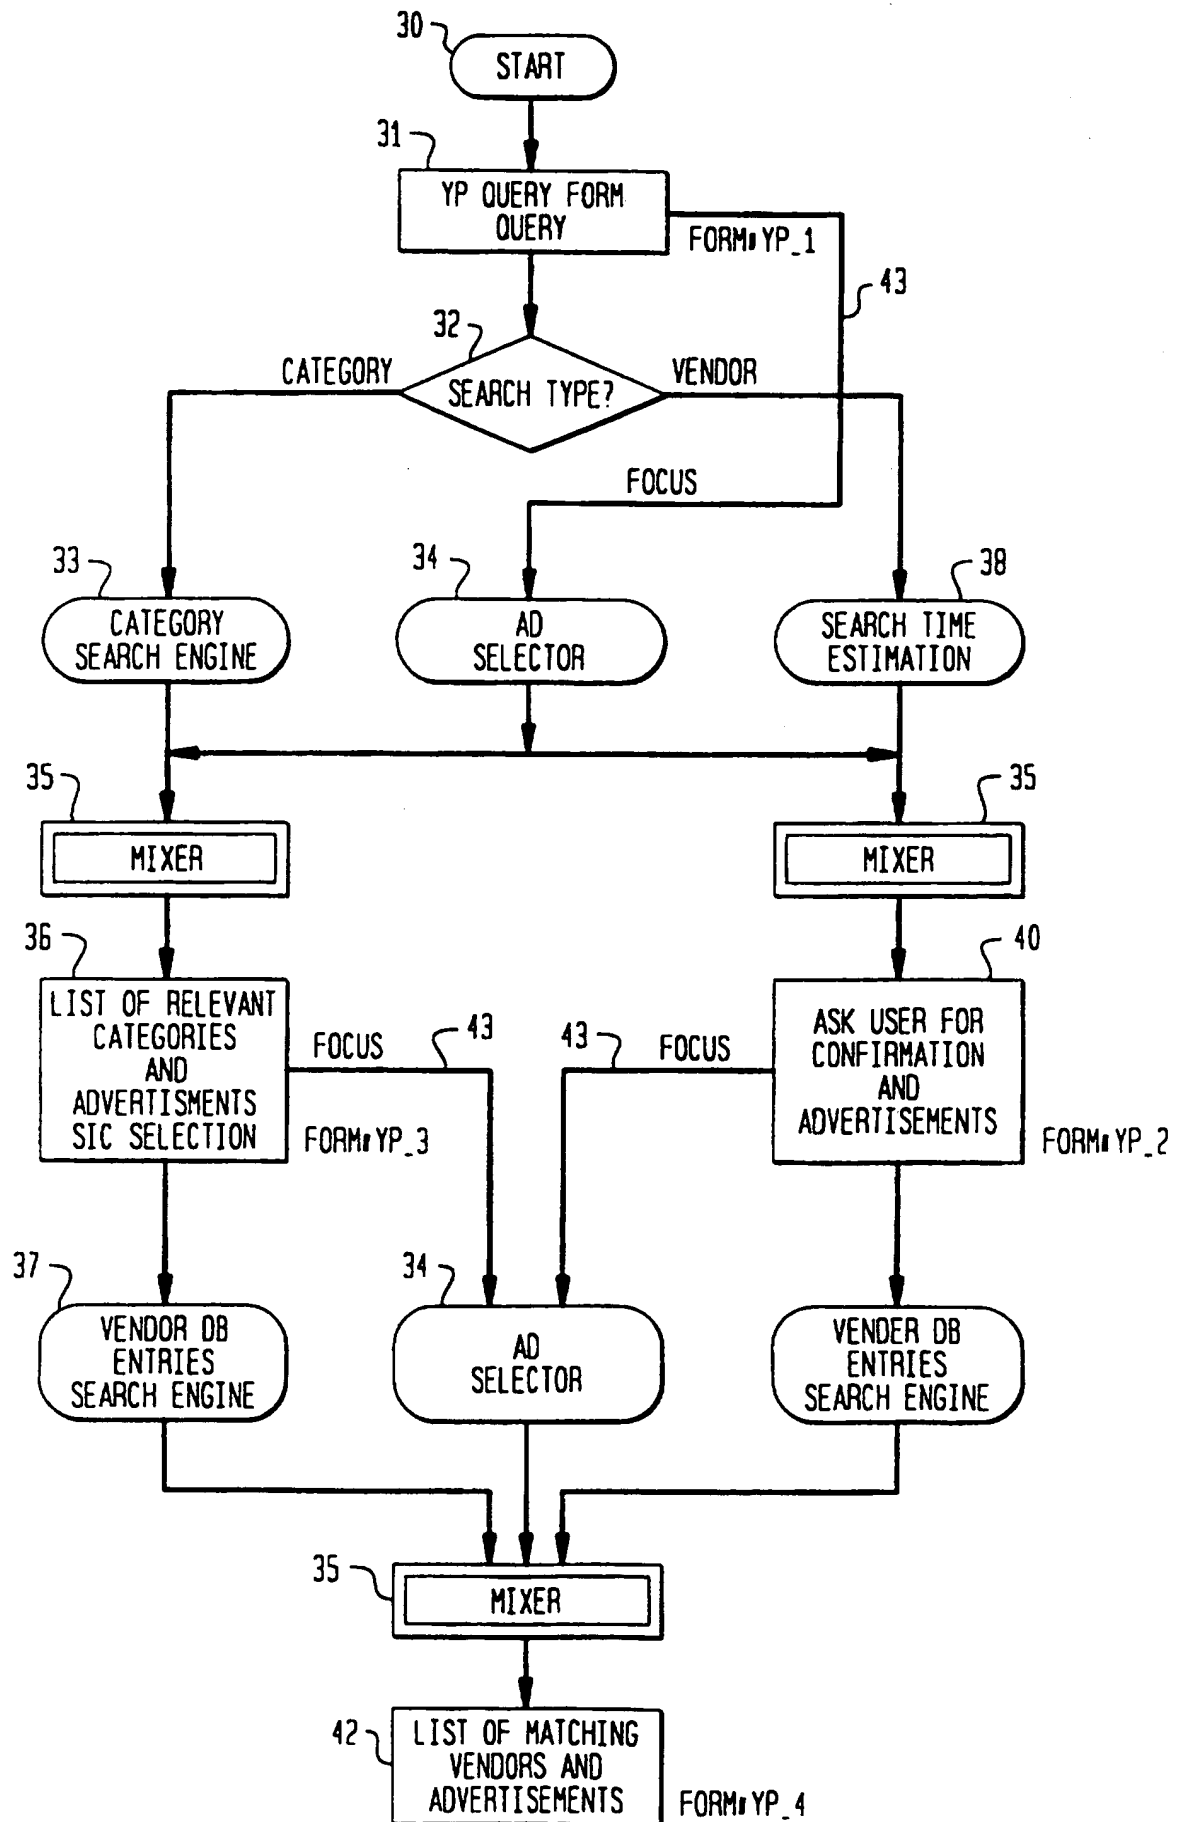 30
START
31
YP QUERY FORM
QUERY
FORM#YP_1
43
32
CATEGORY
SEARCH TYPE?
VENDOR
FOCUS
33
CATEGORY
SEARCH ENGINE
34
AD
SELECTOR
38
SEARCH TIME
ESTIMATION
35
MIXER
35
MIXER
36
LIST OF RELEVANT
CATEGORIES
AND
ADVERTISMENTS
SIC SELECTION
FORM#YP_3
FOCUS
43
43
FOCUS
40
ASK USER FOR
CONFIRMATION
AND
ADVERTISEMENTS
FORM#YP_2
37
VENDOR DB
ENTRIES
SEARCH ENGINE
34
AD
SELECTOR
VENDER DB
ENTRIES
SEARCH ENGINE
35
MIXER
42
LIST OF MATCHING
VENDORS AND
ADVERTISEMENTS
FORM#YP_4